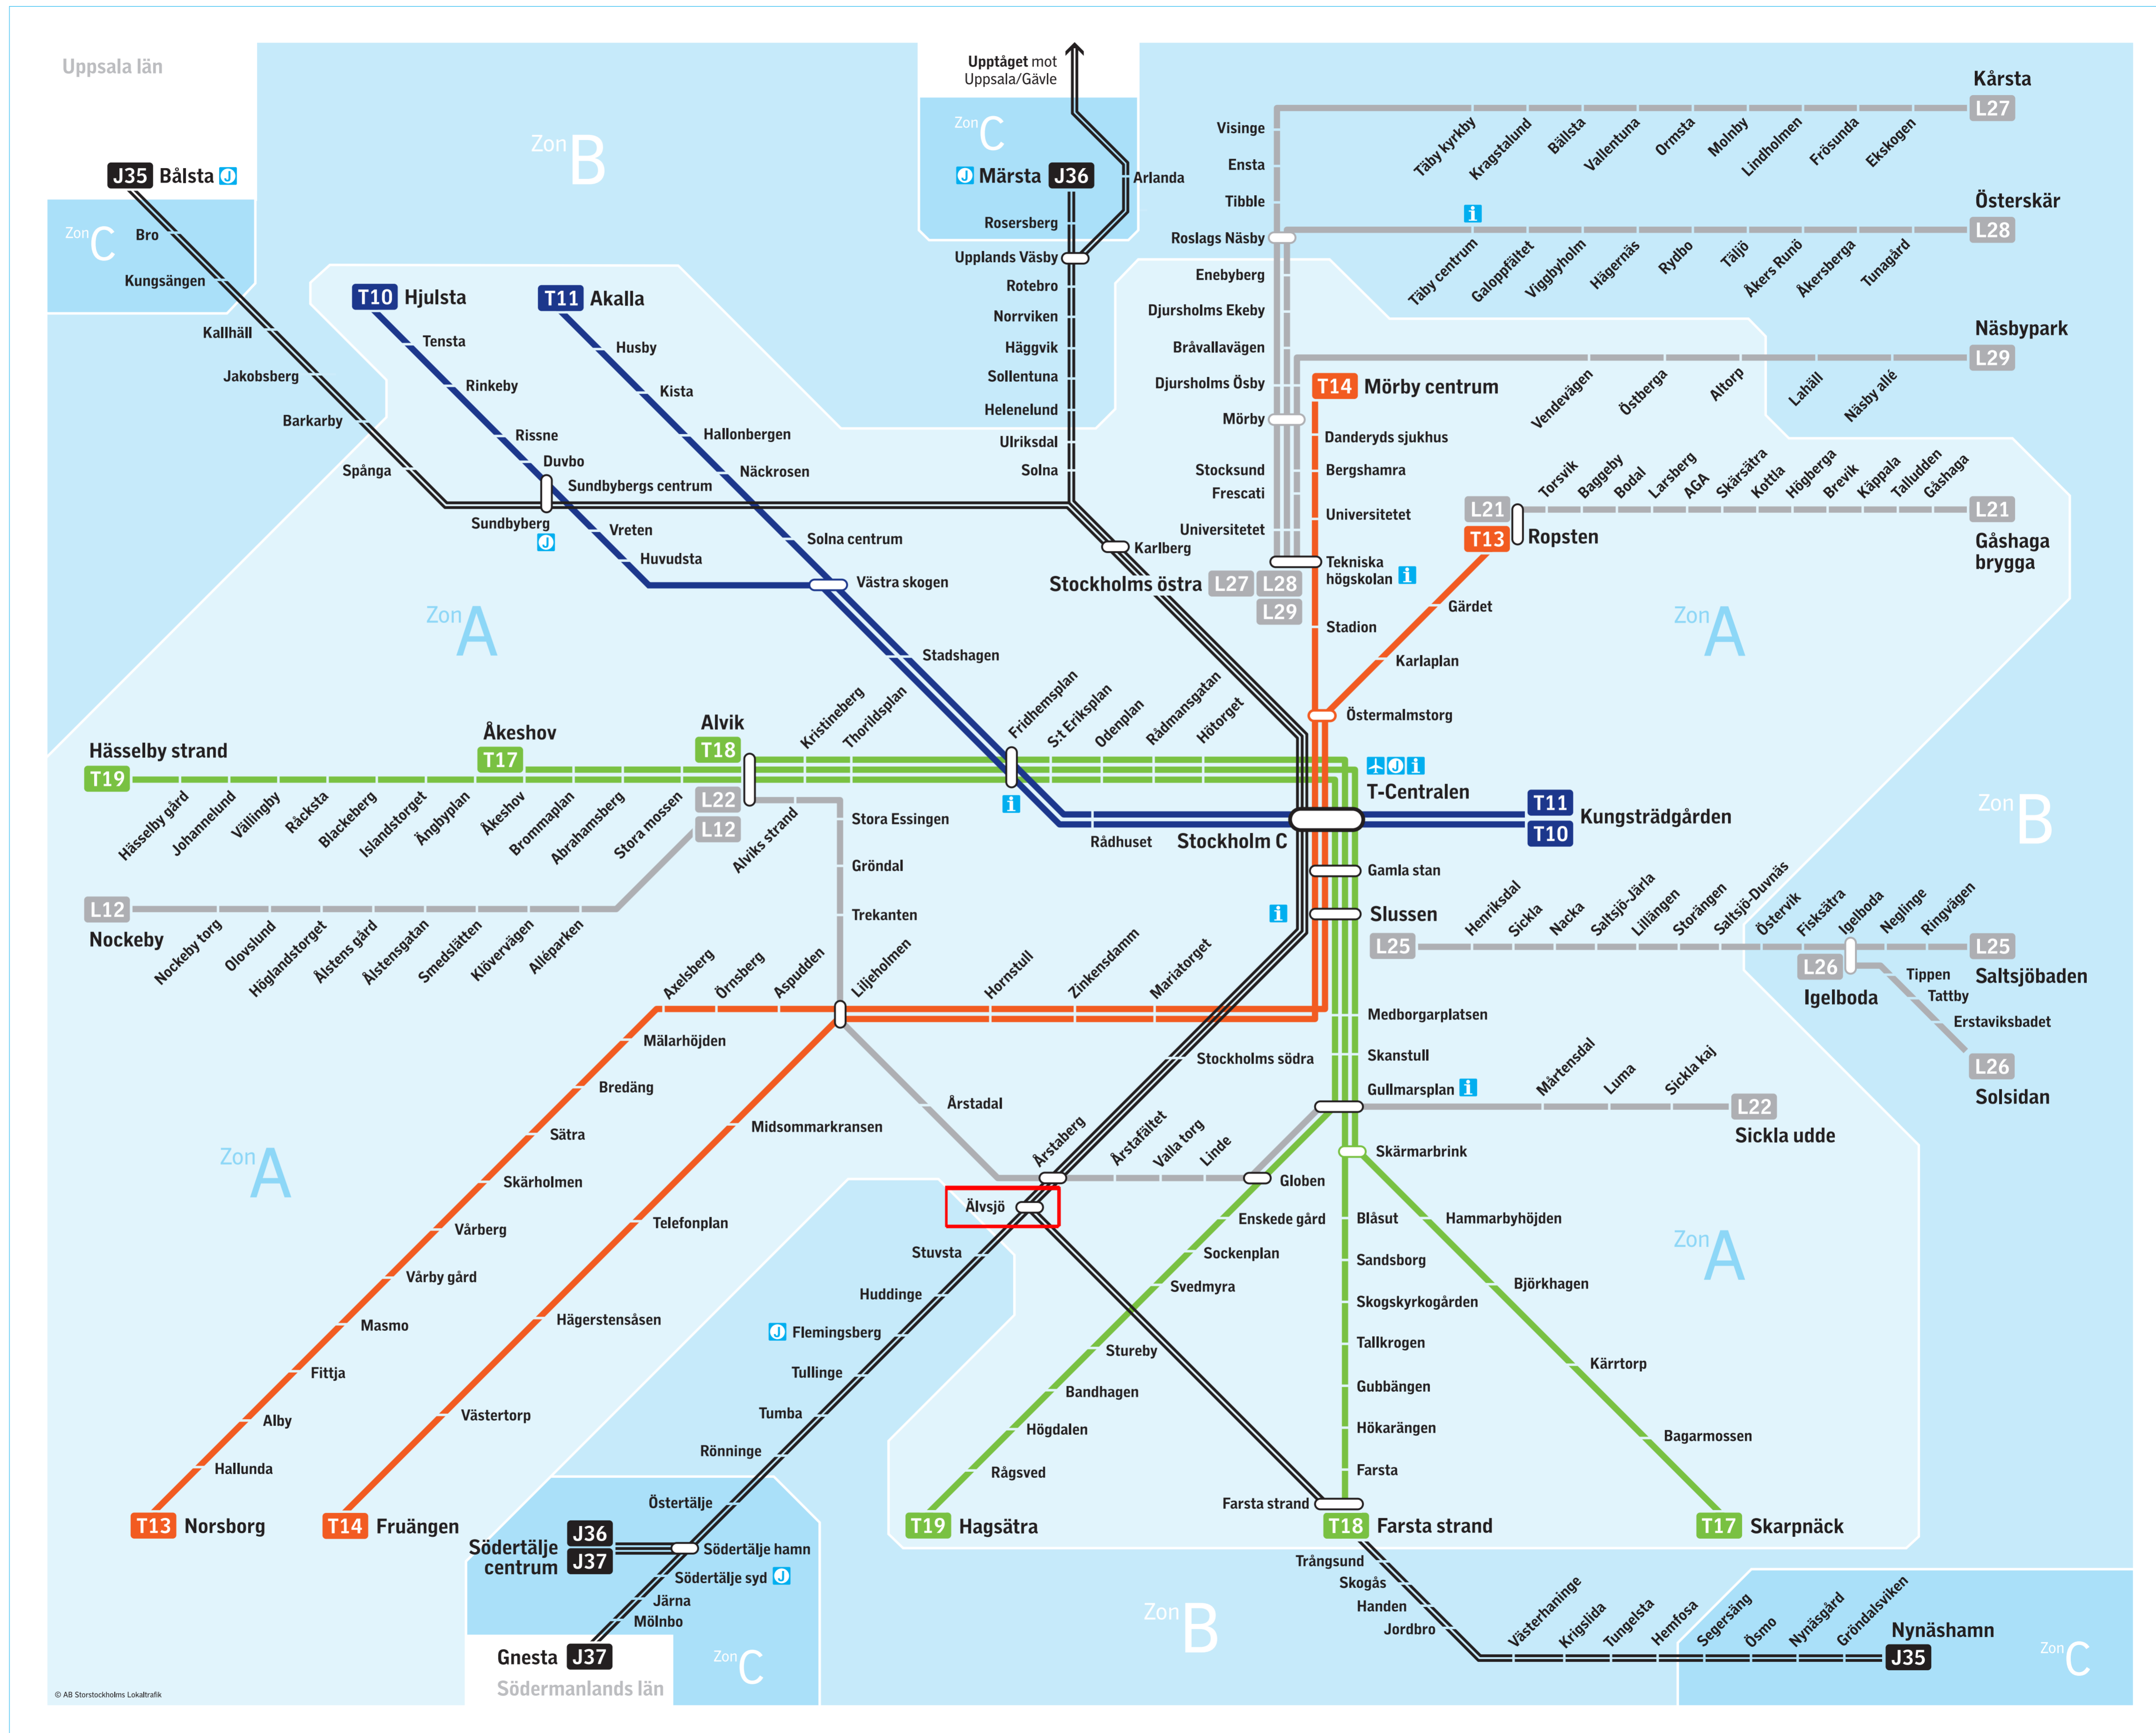 Uppsala län
Upptåget mot
Uppsala/Gävle
Zon B
Zon C
J Märsta J36
Arlanda
Rosersberg
Upplands Väsby
Rotebro
Norrviken
Häggvik
Sollentuna
Helenelund
Ulriksdal
Solna
Karlberg
J35 Bålsta J
Zon C
Bro
Kungsängen
Kallhäll
Jakobsberg
Barkarby
Spånga
Sundbyberg
J
T10 Hjulsta
Tensta
Rinkeby
Rissne
Duvbo
Sundbybergs centrum
Vreten
Huvudsta
T11 Akalla
Husby
Kista
Hallonbergen
Näckrosen
Solna centrum
Västra skogen
Stadshagen
Visinge
Ensta
Tibble
Roslags Näsby
Enebyberg
Djursholms Ekeby
Bråvallavägen
Djursholms Ösby
Mörby
Stocksund
Frescati
Universitetet
Stockholms östra L27 L28
L29
Kårsta
L27
Täby kyrkby
Kragstalund
Bällsta
Vallentuna
Ormsta
Molnby
Lindholmen
Frösunda
Ekskogen
Österskär
L28
i
Täby centrum
Galoppfältet
Viggbyholm
Hägernäs
Rydbo
Täljö
Åkers Runö
Åkersberga
Tunagård
Näsbypark
L29
Vendevägen
Östberga
Altorp
Lahäll
Näsby allé
T14 Mörby centrum
Danderyds sjukhus
Bergshamra
Universitetet
Tekniska
högskolan i
Stadion
Östermalmstorg
L21
T13 Ropsten
Gärdet
Karlaplan
Torsvik
Baggeby
Bodal
Larsberg
AGA
Skärsätra
Kottla
Högberga
Brevik
Käppala
Talludden
Gåshaga
L21
Gåshaga
brygga
Zon A
Zon A
Hässelby strand
T19
Åkeshov
T17
Alvik
T18
L22
L12
Hässelby gård
Johannelund
Vällingby
Råcksta
Blackeberg
Islandstorget
Ängbyplan
Åkeshov
Brommaplan
Abrahamsberg
Stora mossen
Kristineberg
Thorildsplan
Fridhemsplan
i
S:t Eriksplan
Odenplan
Rådmansgatan
Hötorget
J i
T-Centralen
Stockholm C
Rådhuset
T11
T10
Kungsträdgården
Zon B
L12
Nockeby
Nockeby torg
Olovslund
Höglandstorget
Ålstens gård
Ålstensgatan
Smedslätten
Klövervägen
Alléparken
Alviks strand
Stora Essingen
Gröndal
Trekanten
Liljeholmen
Axelsberg
Örnsberg
Aspudden
Hornstull
Zinkensdamm
Mariatorget
Gamla stan
i
Slussen
L25
Henriksdal
Sickla
Nacka
Saltsjö-Järla
Lillängen
Storängen
Saltsjö-Duvnäs
Östervik
Fisksätra
Igelboda
Neglinge
Ringvägen
L25
Saltsjöbaden
L26
Igelboda
Tippen
Tattby
Erstaviksbadet
L26
Solsidan
Medborgarplatsen
Skanstull
Gullmarsplan i
Mårtensdal
Luma
Sickla kaj
L22
Sickla udde
Skärmarbrink
Stockholms södra
Årstadal
Årstaberg
Årstafältet
Valla torg
Linde
Globen
Älvsjö
Mälarhöjden
Bredäng
Sätra
Skärholmen
Vårberg
Vårby gård
Masmo
Fittja
Alby
Hallunda
T13 Norsborg
Midsommarkransen
Telefonplan
Hägerstensåsen
Västertorp
T14 Fruängen
Zon A
Zon A
Stuvsta
Huddinge
J Flemingsberg
Tullinge
Tumba
Rönninge
Östertälje
Södertälje
centrum
J36
J37
Södertälje hamn
Södertälje syd J
Järna
Mölnbo
Gnesta J37
Södermanlands län
Zon C
Enskede gård
Sockenplan
Svedmyra
Stureby
Bandhagen
Högdalen
Rågsved
T19 Hagsätra
Blåsut
Sandsborg
Skogskyrkogården
Tallkrogen
Gubbängen
Hökarängen
Farsta
Farsta strand
T18 Farsta strand
Hammarbyhöjden
Björkhagen
Kärrtorp
Bagarmossen
T17 Skarpnäck
Trångsund
Skogås
Handen
Jordbro
Västerhaninge
Krigslida
Tungelsta
Hemfosa
Segersäng
Ösmo
Nynäsgård
Gröndalsviken
Nynäshamn
J35
Zon B
Zon C
© AB Storstockholms Lokaltrafik